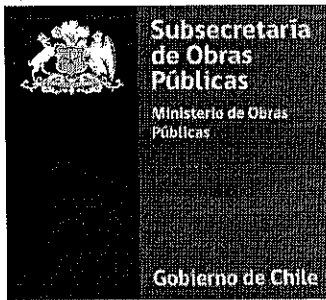 Subsecretaría
de Obras
Públicas
Ministerio de Obras
Públicas
Gobierno de Chile